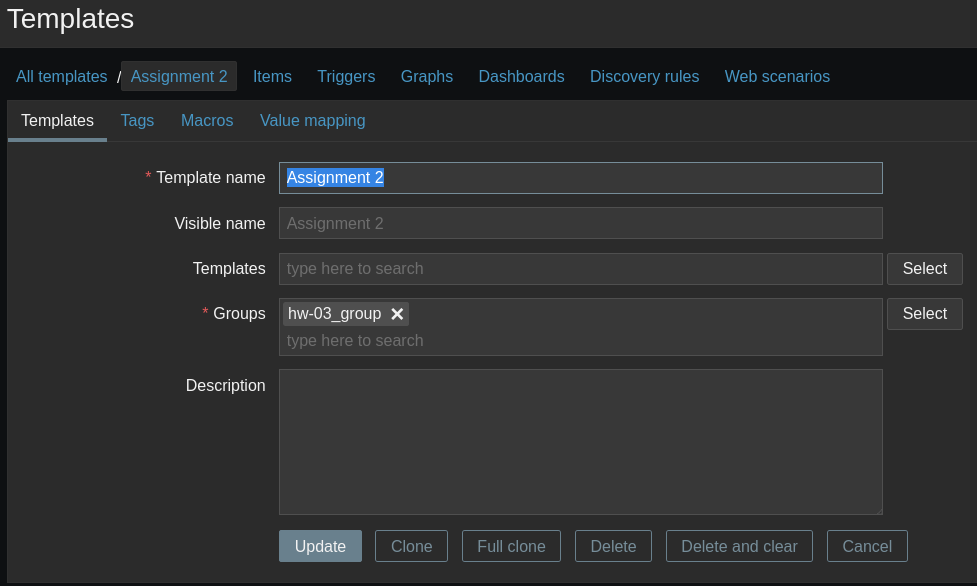 Templates
All templates / Assignment 2 Items Triggers Graphs Dashboards Discovery rules Web scenarios
Templates Tags Macros Value mapping
* Template name Assignment 2
Visible name Assignment 2
Templates type here to search Select
* Groups hw-03_group Select
type here to search
Description
Update Clone Full clone Delete Delete and clear Cancel